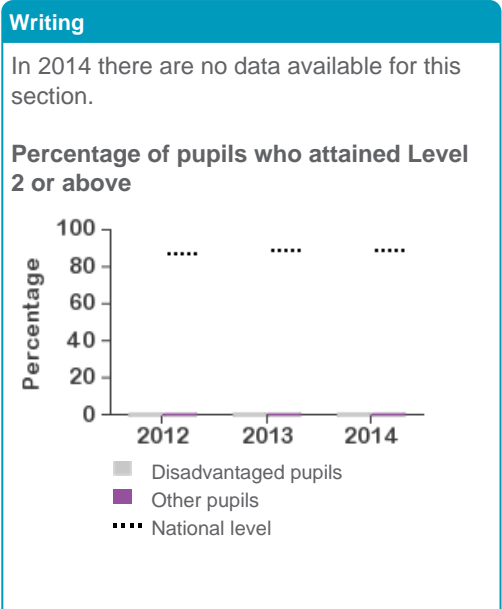 Writing
In 2014 there are no data available for this
section.
Percentage of pupils who attained Level
2 or above
100
80
60
40
20
0
Percentage
2012 2013 2014
Disadvantaged pupils
Other pupils
National level